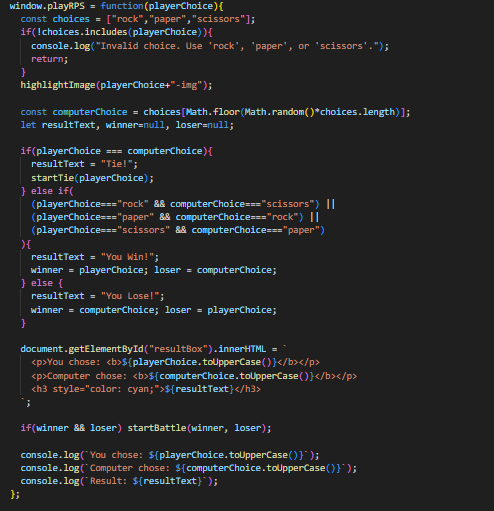 window.playRPS = function(playerChoice){
  const choices = ["rock","paper","scissors"];
  if(!choices.includes(playerChoice)){
    console.log("Invalid choice. Use 'rock', 'paper', or 'scissors'.");
    return;
  }
  highlightImage(playerChoice+"-img");

  const computerChoice = choices[Math.floor(Math.random()*choices.length)];
  let resultText, winner=null, loser=null;

  if(playerChoice === computerChoice){
    resultText = "Tie!";
    startTie(playerChoice);
  } else if(
    (playerChoice==="rock" && computerChoice==="scissors") ||
    (playerChoice==="paper" && computerChoice==="rock") ||
    (playerChoice==="scissors" && computerChoice==="paper")
  ){
    resultText = "You Win!";
    winner = playerChoice; loser = computerChoice;
  } else {
    resultText = "You Lose!";
    winner = computerChoice; loser = playerChoice;
  }

  document.getElementById("resultBox").innerHTML = `
    <p>You chose: <b>${playerChoice.toUpperCase()}</b></p>
    <p>Computer chose: <b>${computerChoice.toUpperCase()}</b></p>
    <h3 style="color: cyan;">${resultText}</h3>
  `;

  if(winner && loser) startBattle(winner, loser);

  console.log(`You chose: ${playerChoice.toUpperCase()}`);
  console.log(`Computer chose: ${computerChoice.toUpperCase()}`);
  console.log(`Result: ${resultText}`);
};